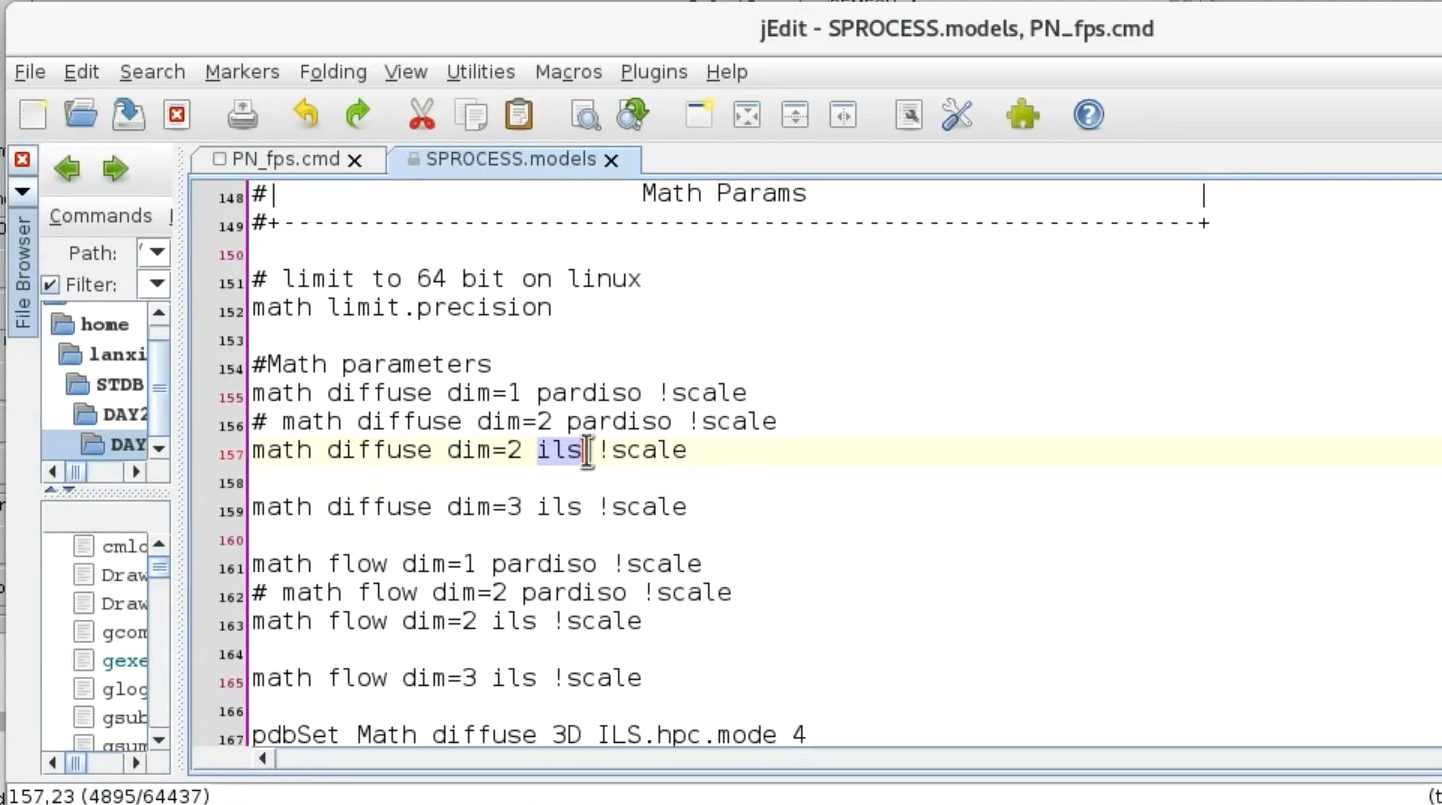 jEdit - SPROCESS.models, PN_fps.cmd
File Edit Search Markers Folding View Utilities Macros Plugins Help
PN_fps.cmd SPROCESS.models
Commands
Path:
Filter:
File Browser
home
lanxi
STDB
DAY2
DAY
cmlo
Draw
Draw
gcom
gexe
glog
gsub
gsum
148 #| Math Params |
149 #+--------------------------------------------------------------+
150
151 # limit to 64 bit on linux
152 math limit.precision
153
154 #Math parameters
155 math diffuse dim=1 pardiso !scale
156 # math diffuse dim=2 pardiso !scale
157 math diffuse dim=2 ils !scale
158
159 math diffuse dim=3 ils !scale
160
161 math flow dim=1 pardiso !scale
162 # math flow dim=2 pardiso !scale
163 math flow dim=2 ils !scale
164
165 math flow dim=3 ils !scale
166
167 pdbSet Math diffuse 3D ILS.hpc.mode 4
157,23 (4895/64437)